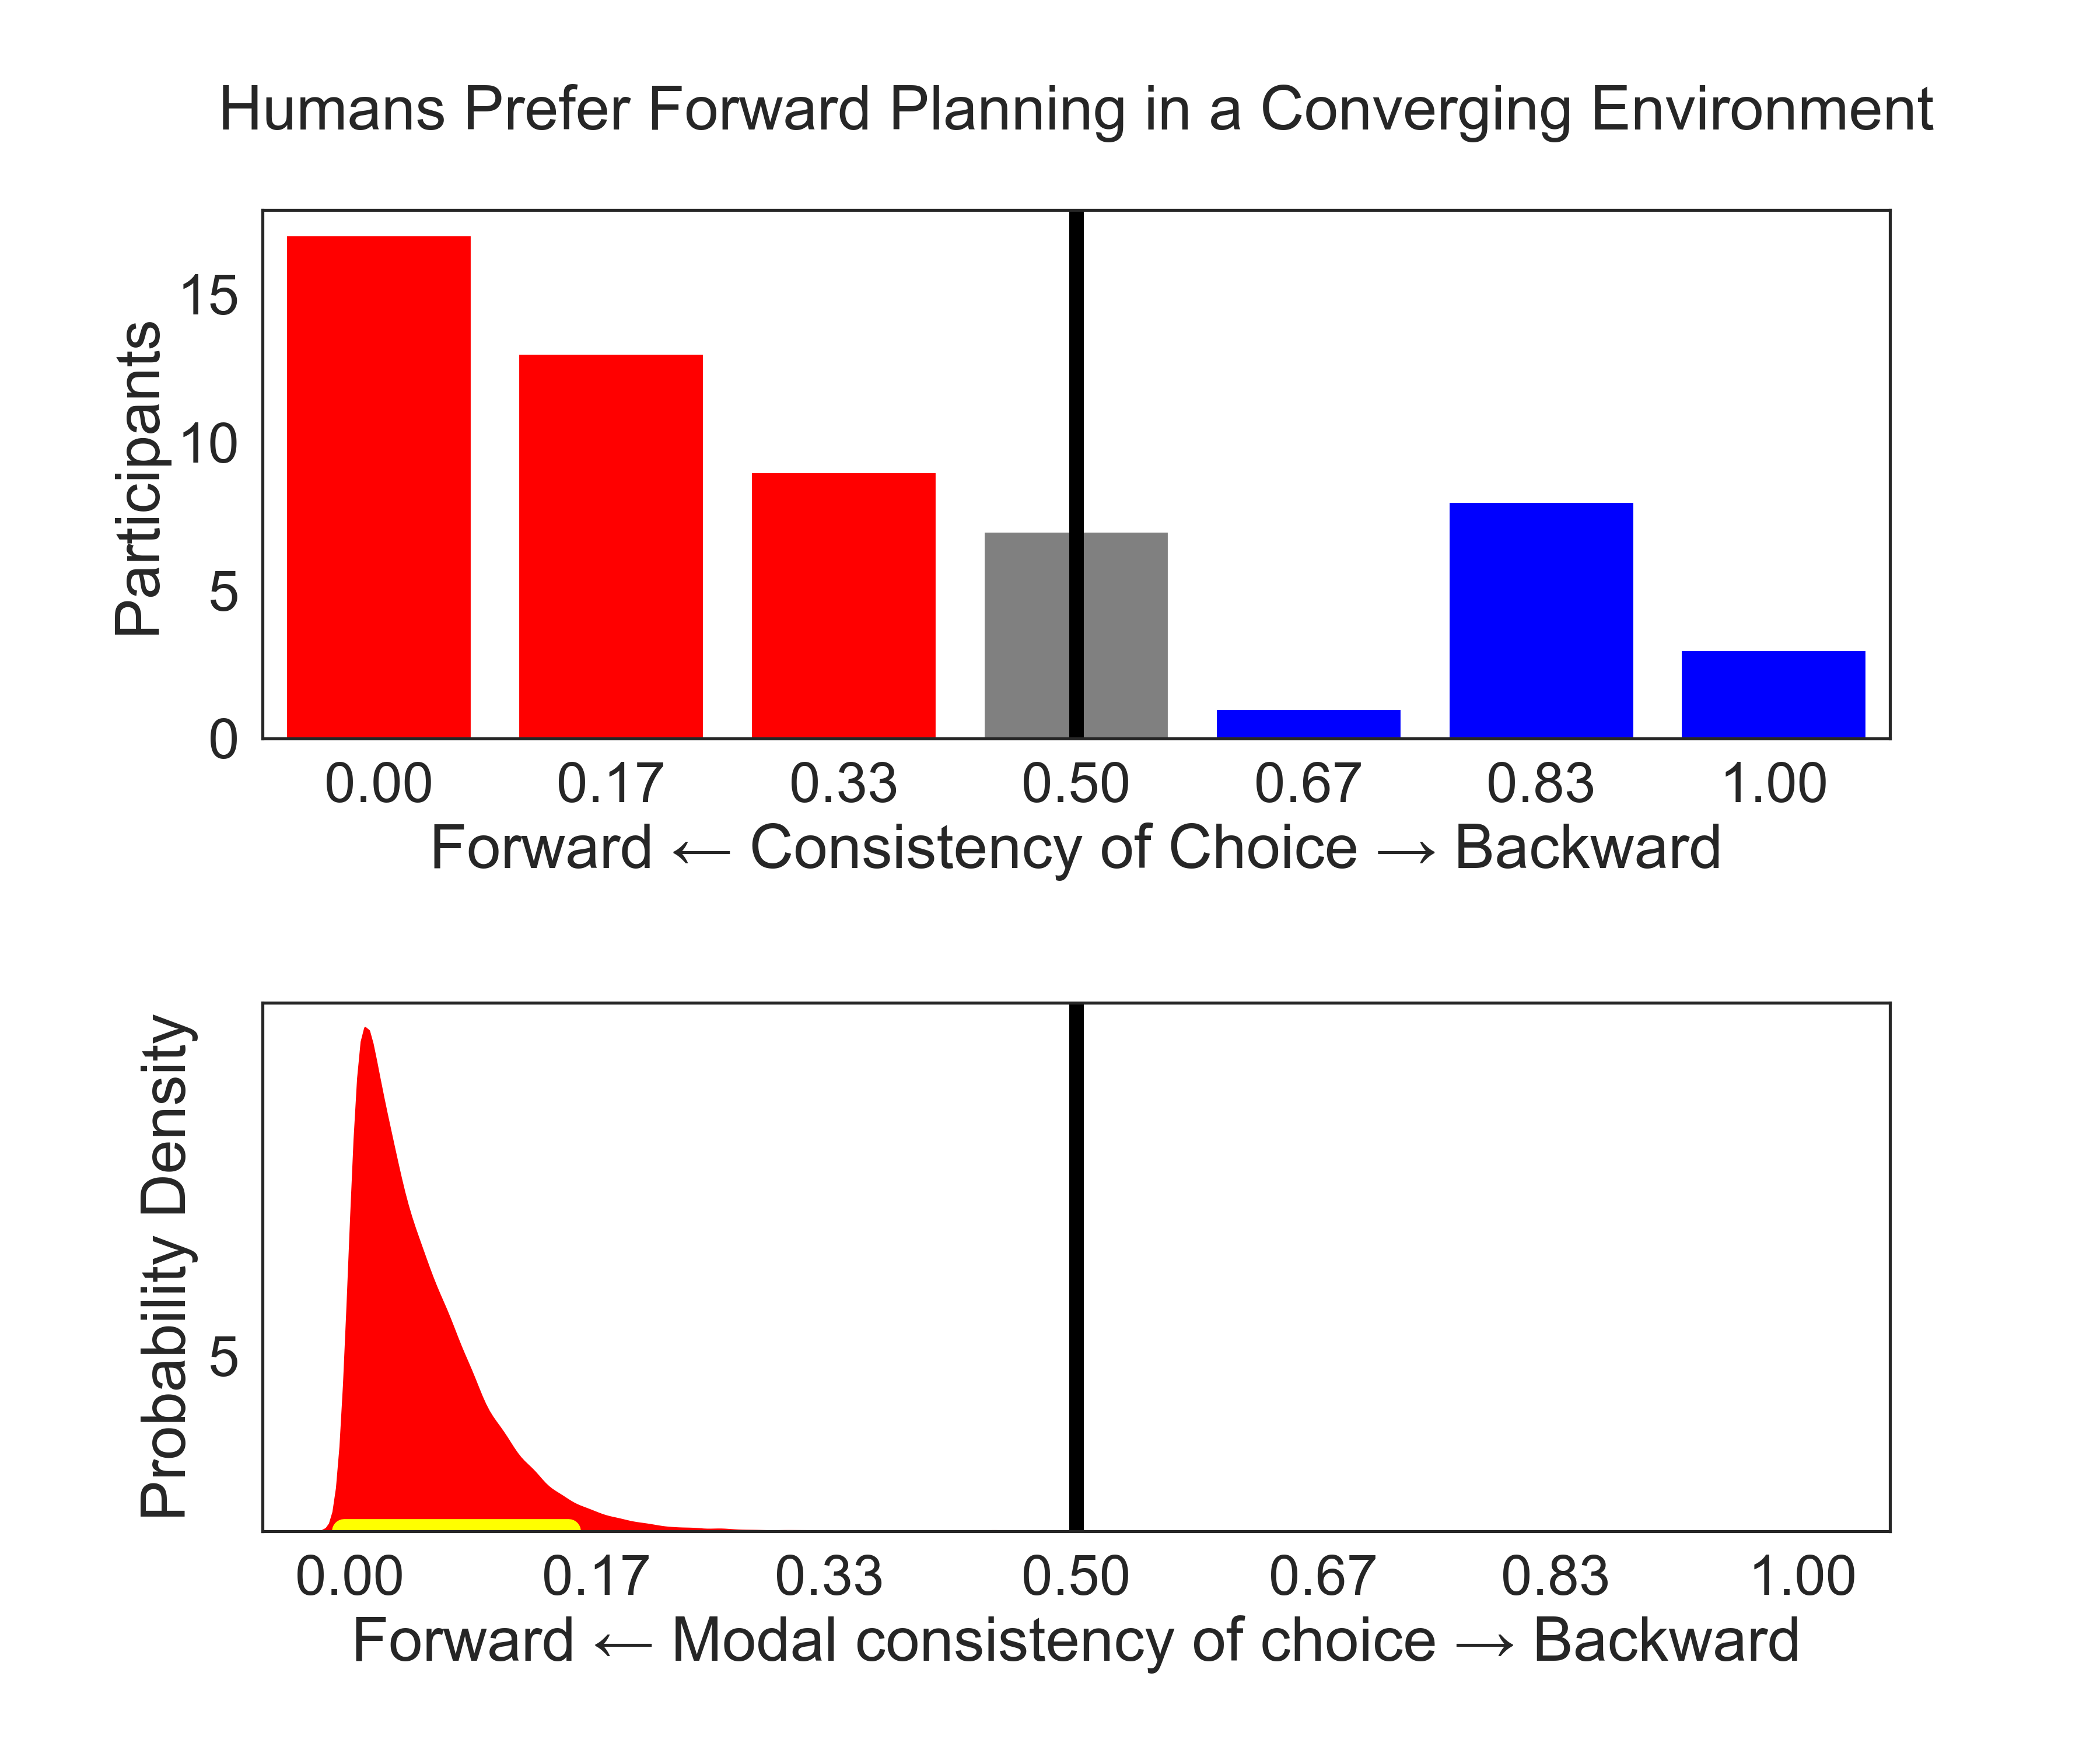 Humans Prefer Forward Planning in a Converging Environment
Participants
15
10
5
0
0.00 0.17 0.33 0.50 0.67 0.83 1.00
Forward ← Consistency of Choice → Backward
Probability Density
5
0.00 0.17 0.33 0.50 0.67 0.83 1.00
Forward ← Modal consistency of choice → Backward